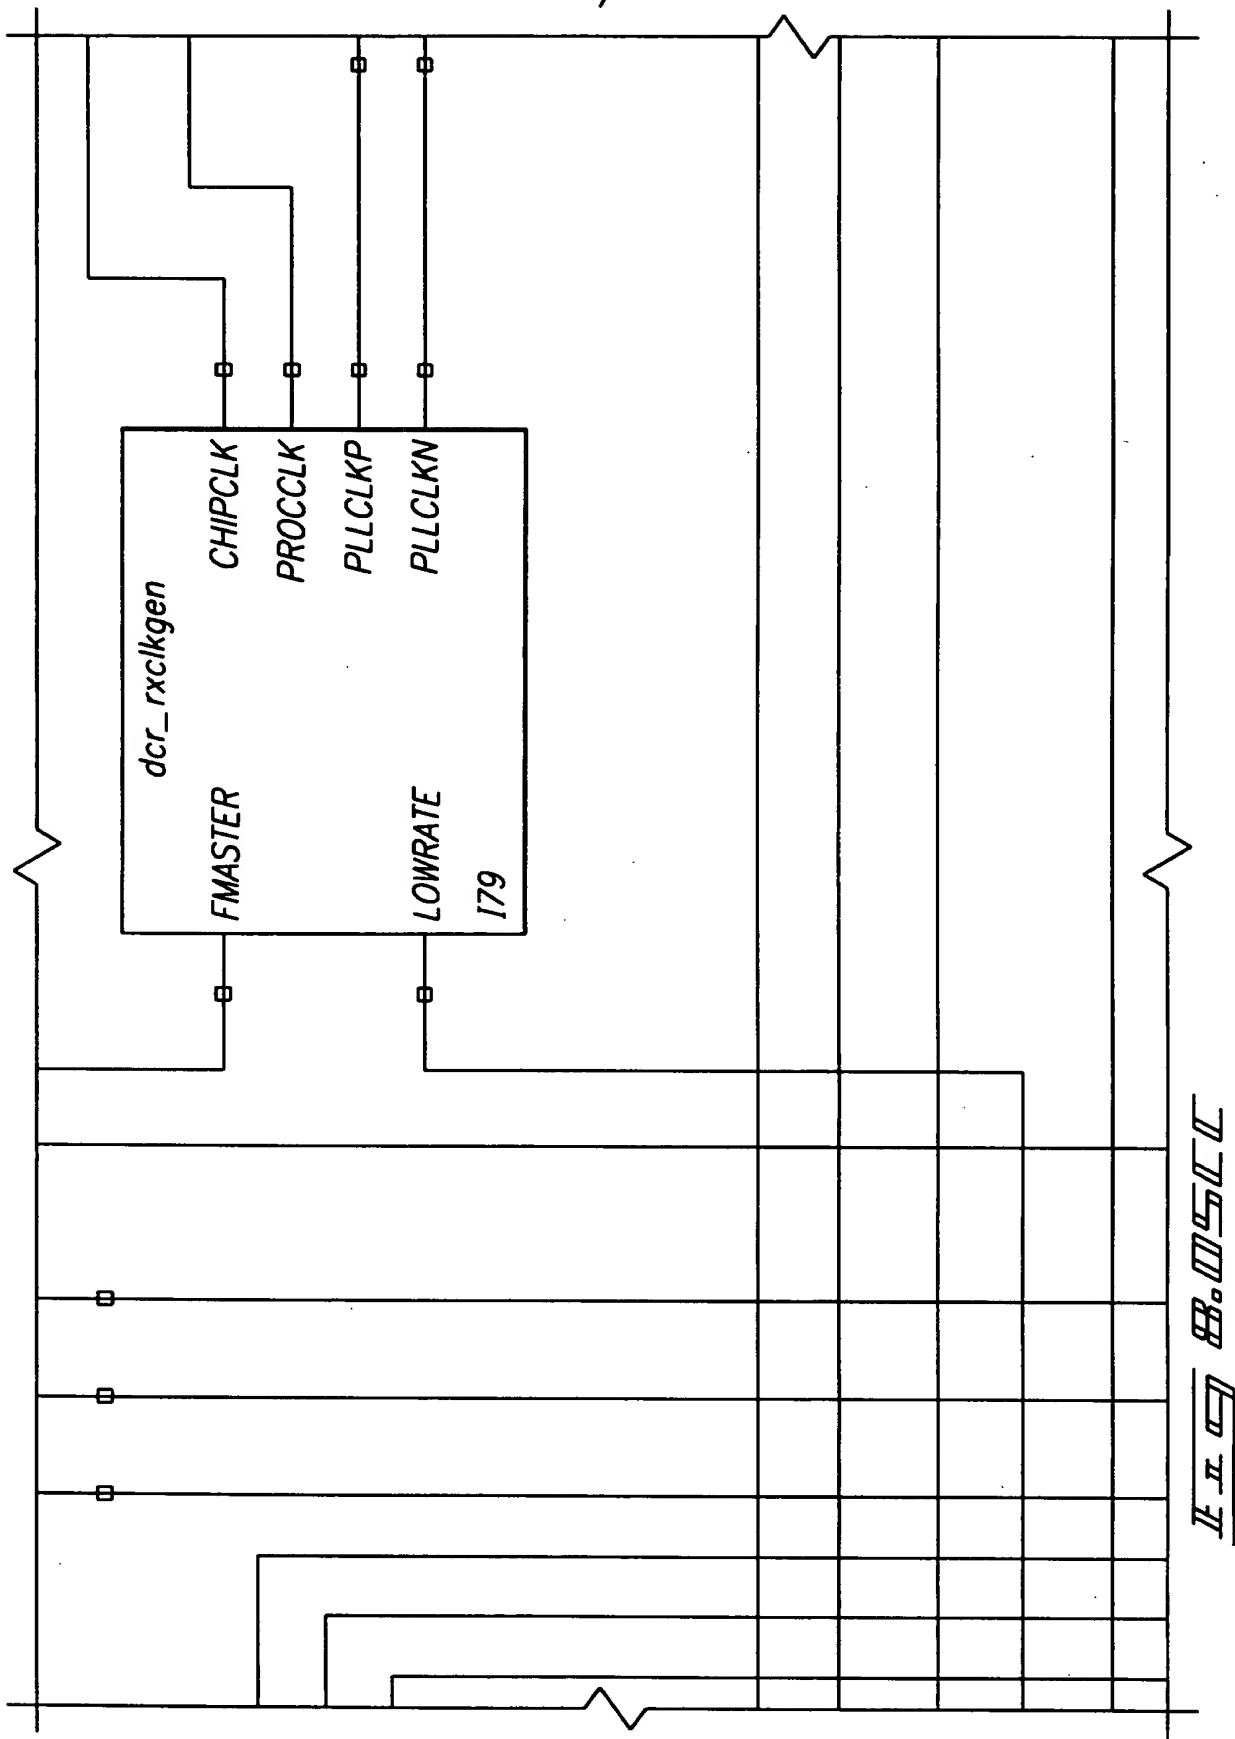 dcr_rxclkgen
FMASTER
CHIPCLK
PROCCLK
PLLCLKP
LOWRATE
PLLCLKN
I79
Fig 8.05CC